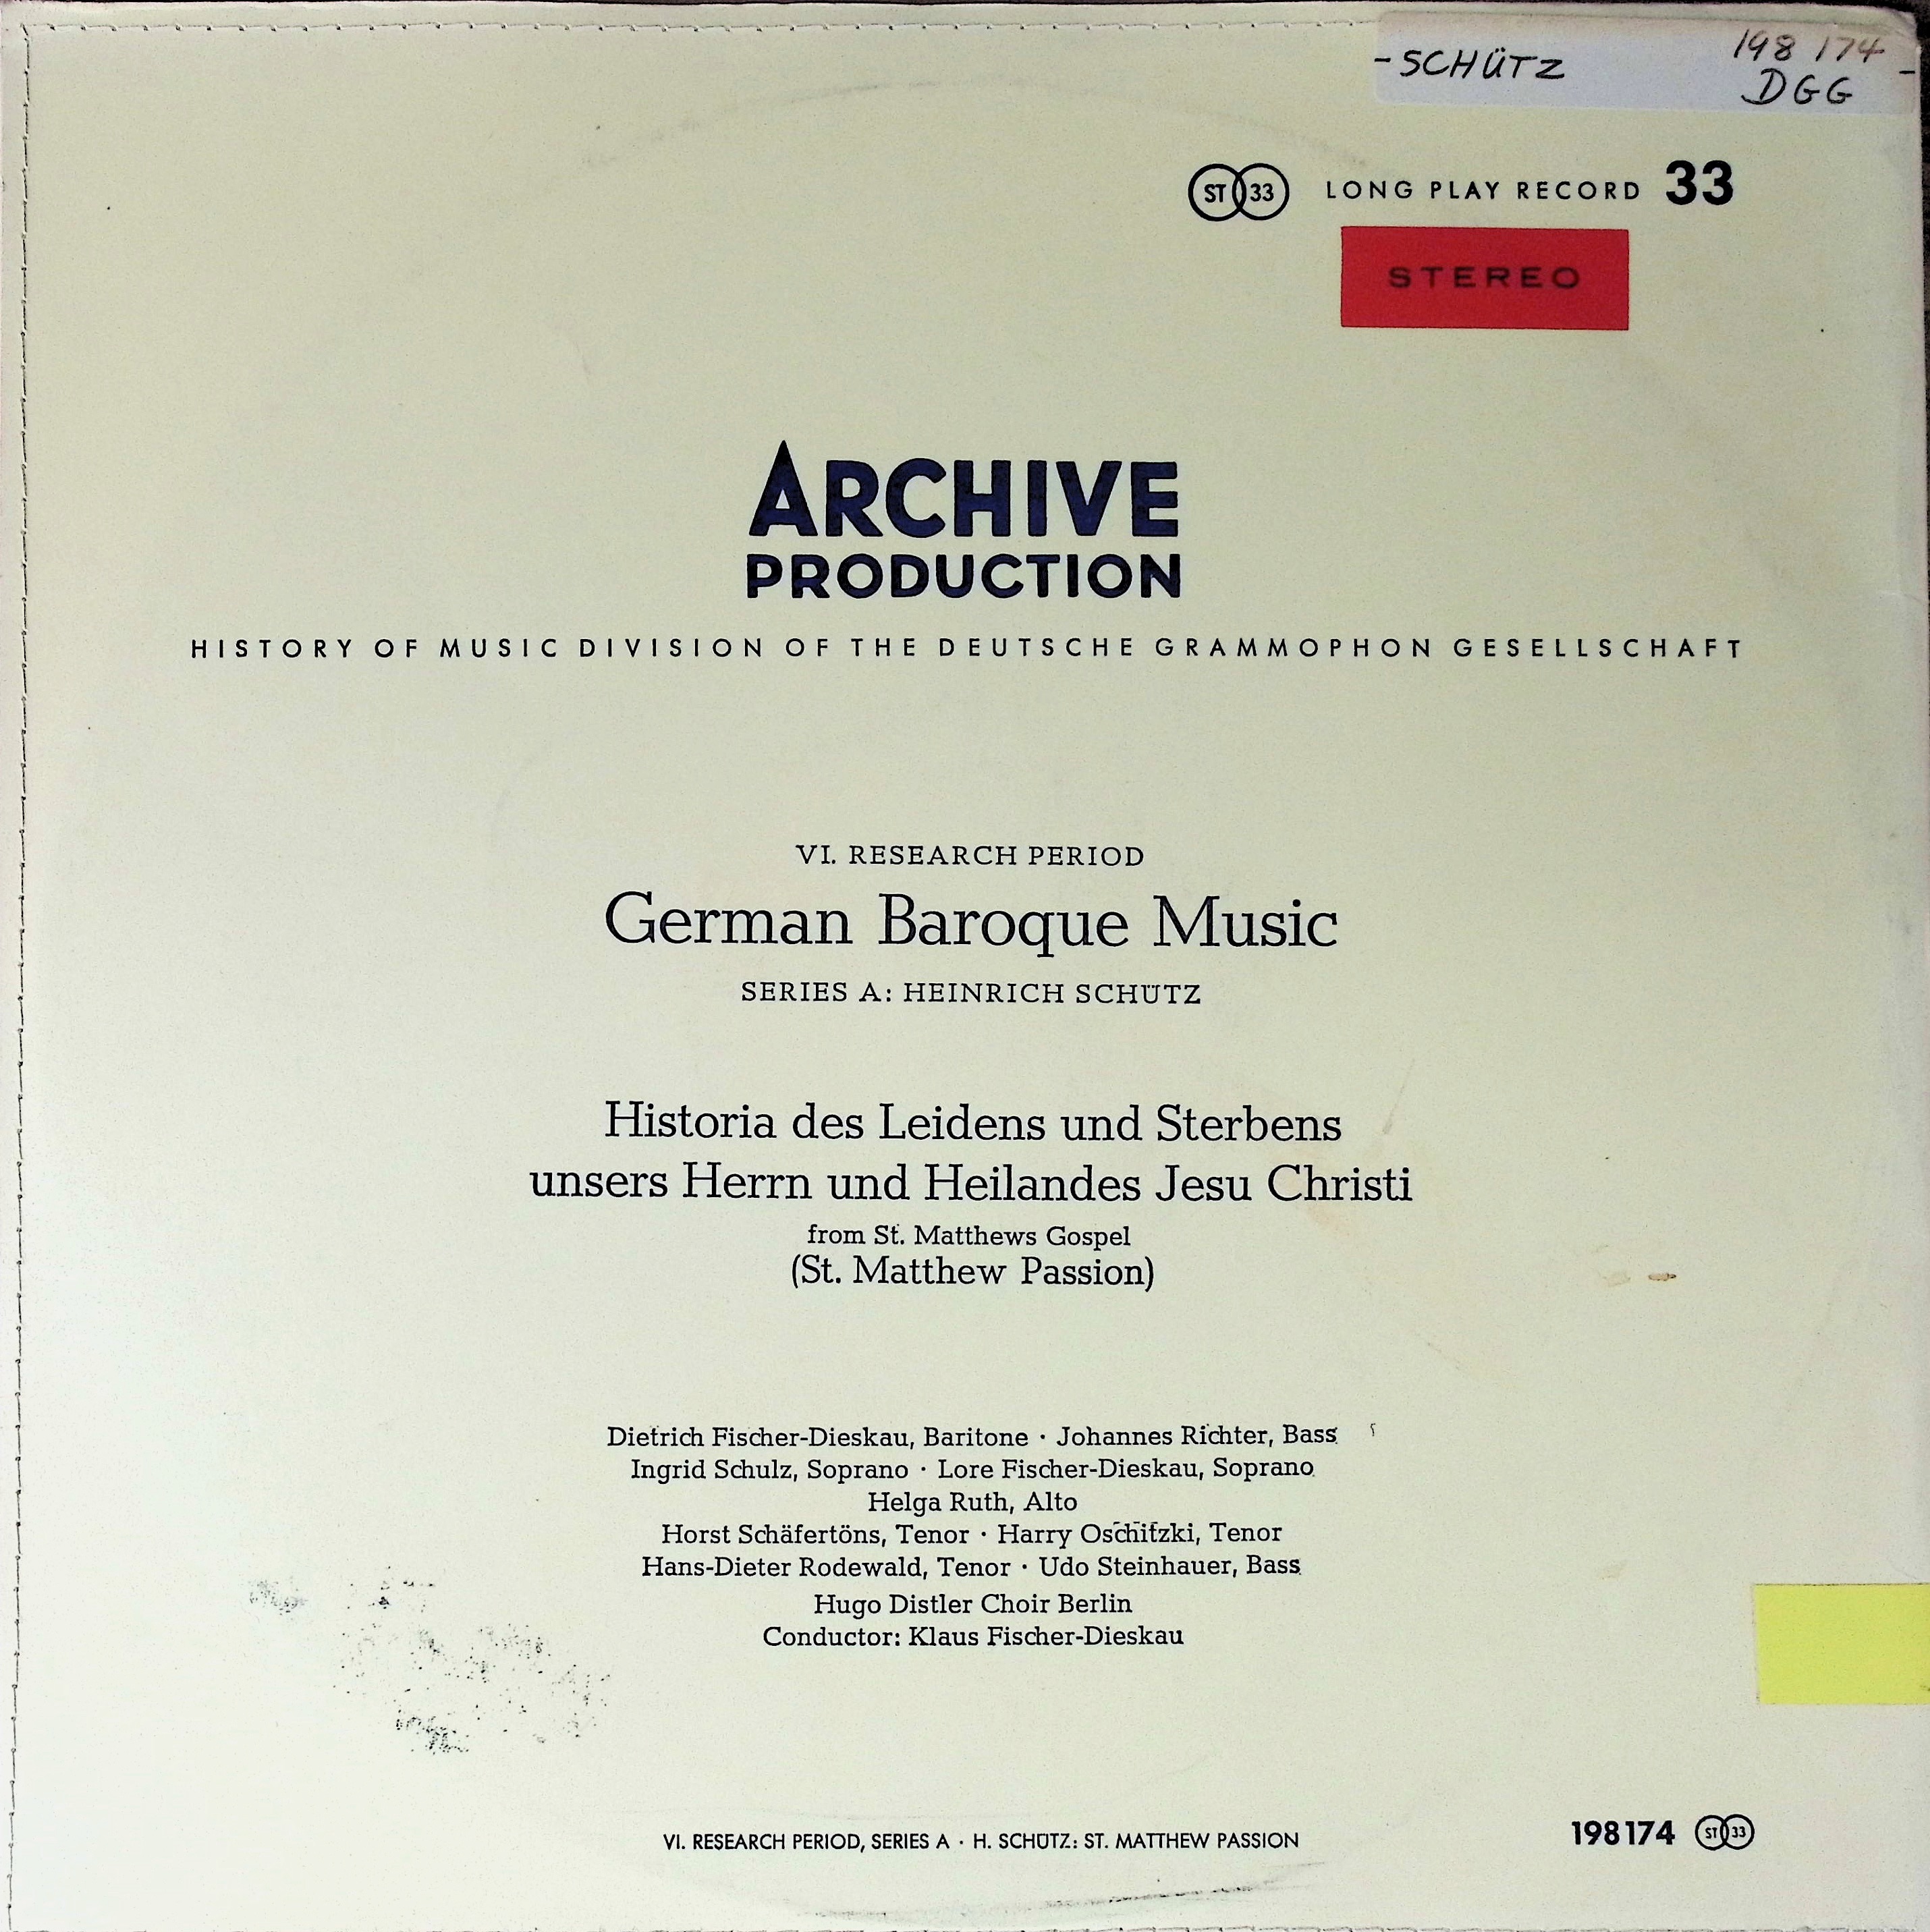 -SCHÜTZ 198 174 -
DGG
ST 33 LONG PLAY RECORD 33
STEREO
ARCHIVE
PRODUCTION
HISTORY OF MUSIC DIVISION OF THE DEUTSCHE GRAMMOPHON GESELLSCHAFT
VI. RESEARCH PERIOD
German Baroque Music
SERIES A: HEINRICH SCHÜTZ
Historia des Leidens und Sterbens
unsers Herrn und Heilandes Jesu Christi
from St. Matthews Gospel
(St. Matthew Passion)
Dietrich Fischer-Dieskau, Baritone · Johannes Richter, Bass
Ingrid Schulz, Soprano · Lore Fischer-Dieskau, Soprano
Helga Ruth, Alto
Horst Schäfertöns, Tenor · Harry Oschitzki, Tenor
Hans-Dieter Rodewald, Tenor · Udo Steinhauer, Bass
Hugo Distler Choir Berlin
Conductor: Klaus Fischer-Dieskau
VI. RESEARCH PERIOD, SERIES A · H. SCHÜTZ: ST. MATTHEW PASSION
198174 ST 33